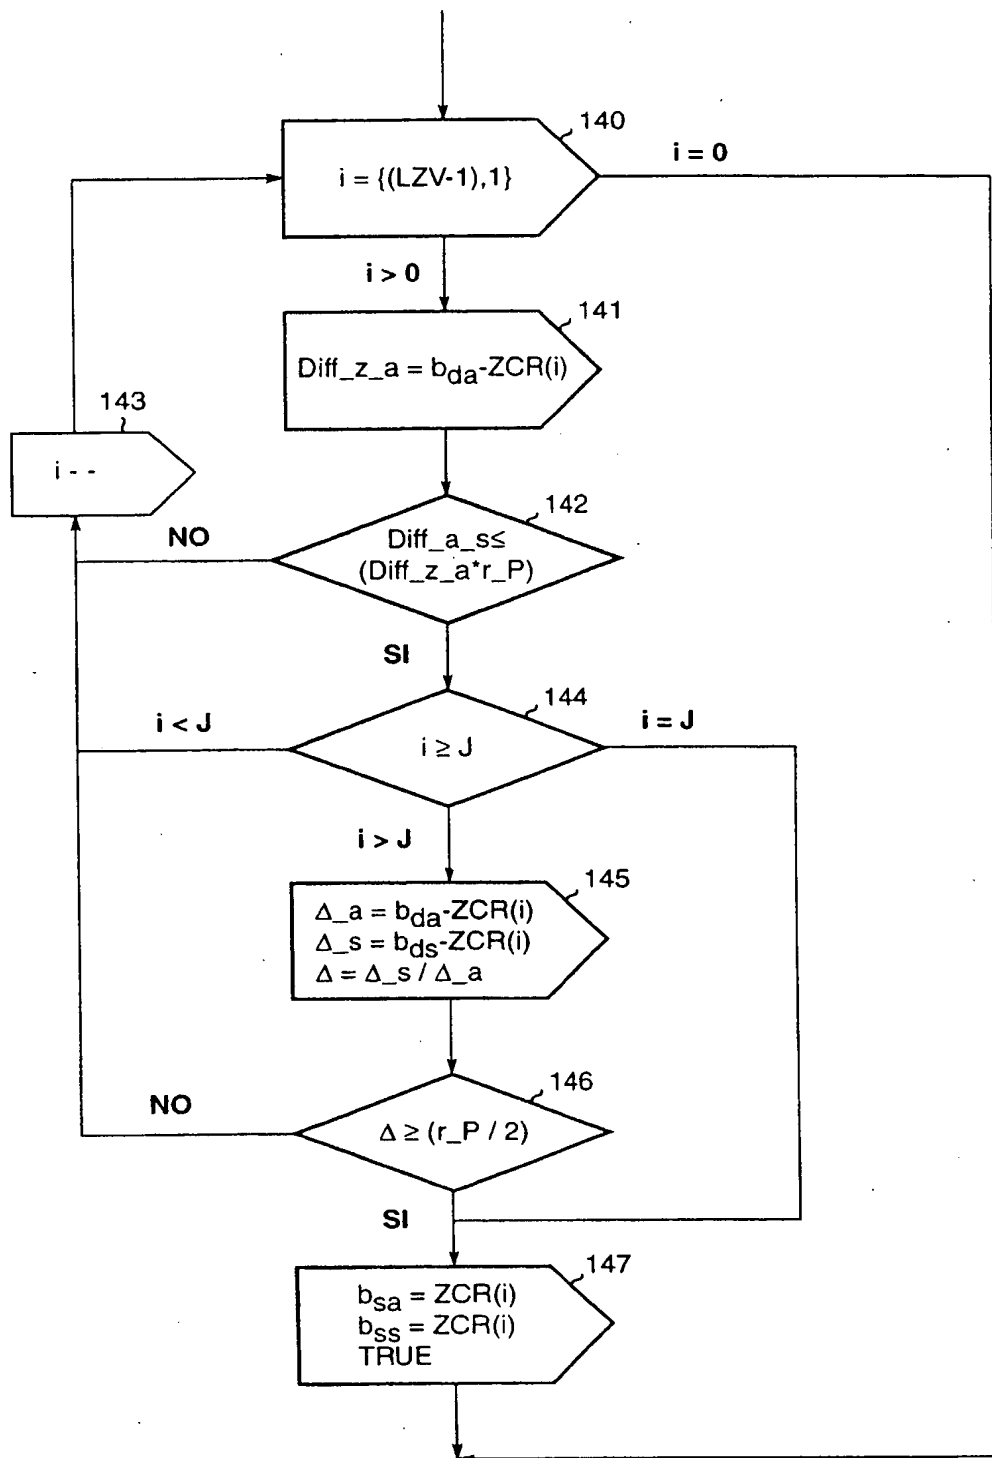 140
i = 0
i = {(LZV-1),1}
i > 0
141
Diff_z_a = b_da-ZCR(i)
143
i - -
142
NO
Diff_a_s≤
(Diff_z_a*r_P)
SI
144
i < J
i = J
i ≥ J
i > J
145
Δ_a = b_da-ZCR(i)
Δ_s = b_ds-ZCR(i)
Δ = Δ_s / Δ_a
146
NO
Δ ≥ (r_P / 2)
SI
147
b_sa = ZCR(i)
b_ss = ZCR(i)
TRUE